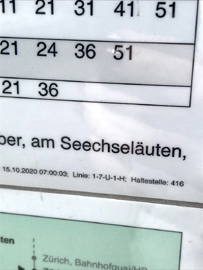 11 21 31 41 51
21 24 36 51
21 36
ber, am Seechseläuten,
15.10.2020 07:00:03; Linie: 1-7-U-1-H; Haltestelle: 416
ten
Zürich, Bahnhofquai/HB